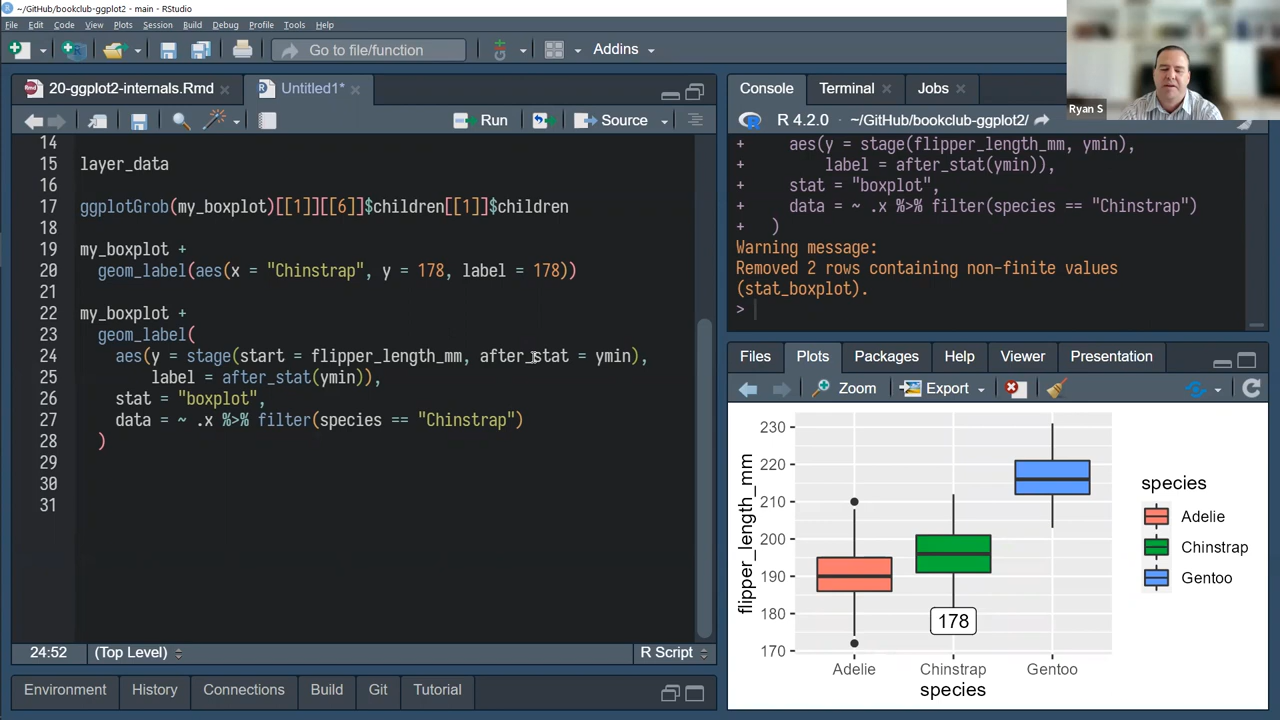 ~/GitHub/bookclub-ggplot2 - main - RStudio
File Edit Code View Plots Session Build Debug Profile Tools Help
Go to file/function Addins
Ryan S
20-ggplot2-internals.Rmd Untitled1*
Run Source
14
15 layer_data
16
17 ggplotGrob(my_boxplot)[[1]][[6]]$children[[1]]$children
18
19 my_boxplot +
20 geom_label(aes(x = "Chinstrap", y = 178, label = 178))
21
22 my_boxplot +
23 geom_label(
24 aes(y = stage(start = flipper_length_mm, after_stat = ymin),
25 label = after_stat(ymin)),
26 stat = "boxplot",
27 data = ~ .x %>% filter(species == "Chinstrap")
28 )
29
30
31
24:52 (Top Level) R Script
Environment History Connections Build Git Tutorial
Console Terminal Jobs
R 4.2.0 · ~/GitHub/bookclub-ggplot2/
+ aes(y = stage(flipper_length_mm, ymin),
+ label = after_stat(ymin)),
+ stat = "boxplot",
+ data = ~ .x %>% filter(species == "Chinstrap")
+ )
Warning message:
Removed 2 rows containing non-finite values
(stat_boxplot).
>
Files Plots Packages Help Viewer Presentation
Zoom Export
230
220
210
200
190
180
170
flipper_length_mm
178
Adelie Chinstrap Gentoo
species
species
Adelie
Chinstrap
Gentoo